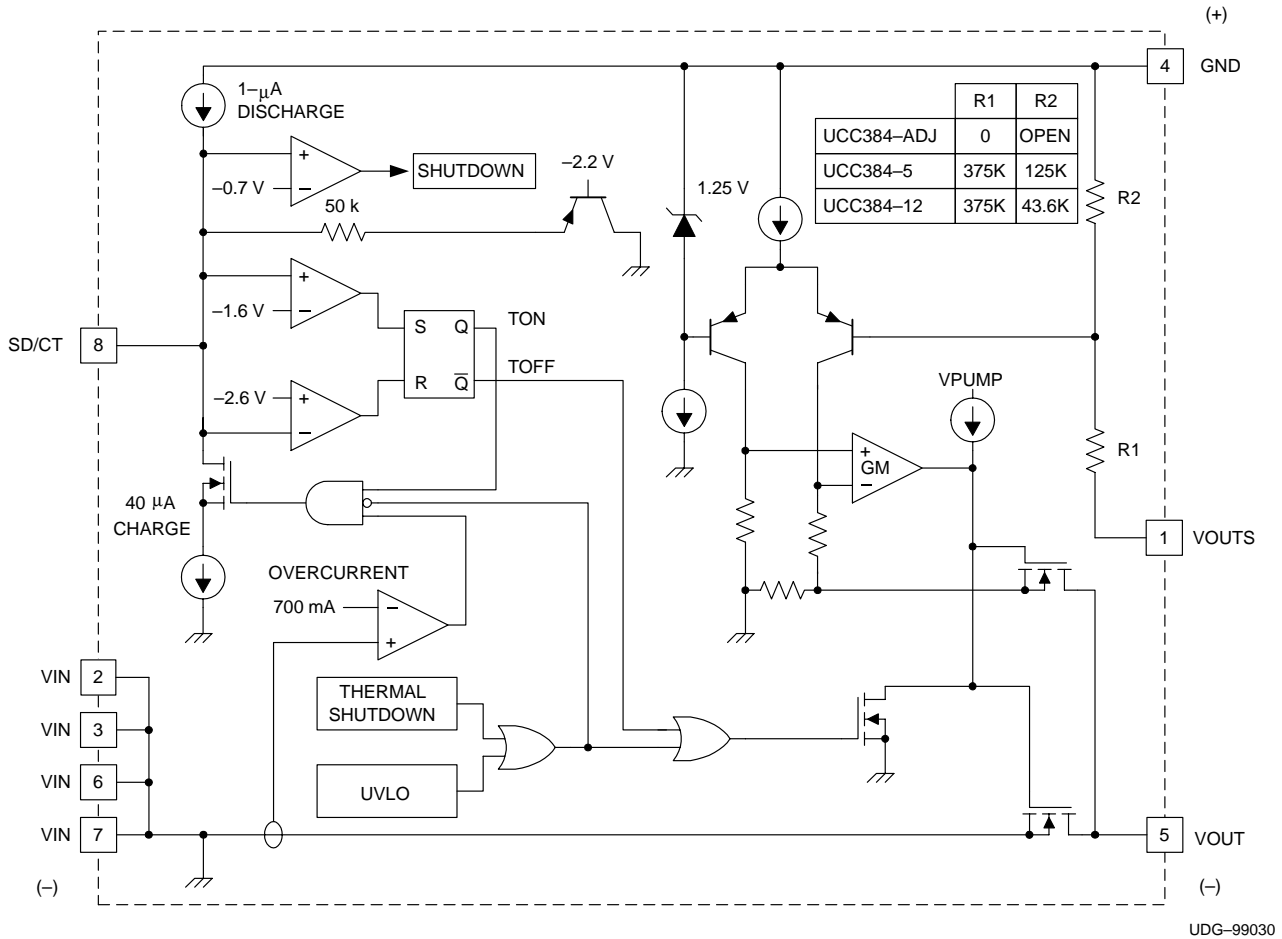 (+)
4
GND
1–μA
DISCHARGE
R1
R2
UCC384–ADJ
0
OPEN
UCC384–5
375K
125K
UCC384–12
375K
43.6K
+
–
–0.7 V
SHUTDOWN
–2.2 V
1.25 V
50 k
R2
+
–
–1.6 V
S
Q
TON
SD/CT
8
R
Q
TOFF
–2.6 V
+
–
VPUMP
+
GM
–
R1
40 μA
CHARGE
1
VOUTS
OVERCURRENT
700 mA
–
+
VIN
2
THERMAL
SHUTDOWN
VIN
3
VIN
6
UVLO
VIN
7
5
VOUT
(–)
(–)
UDG–99030